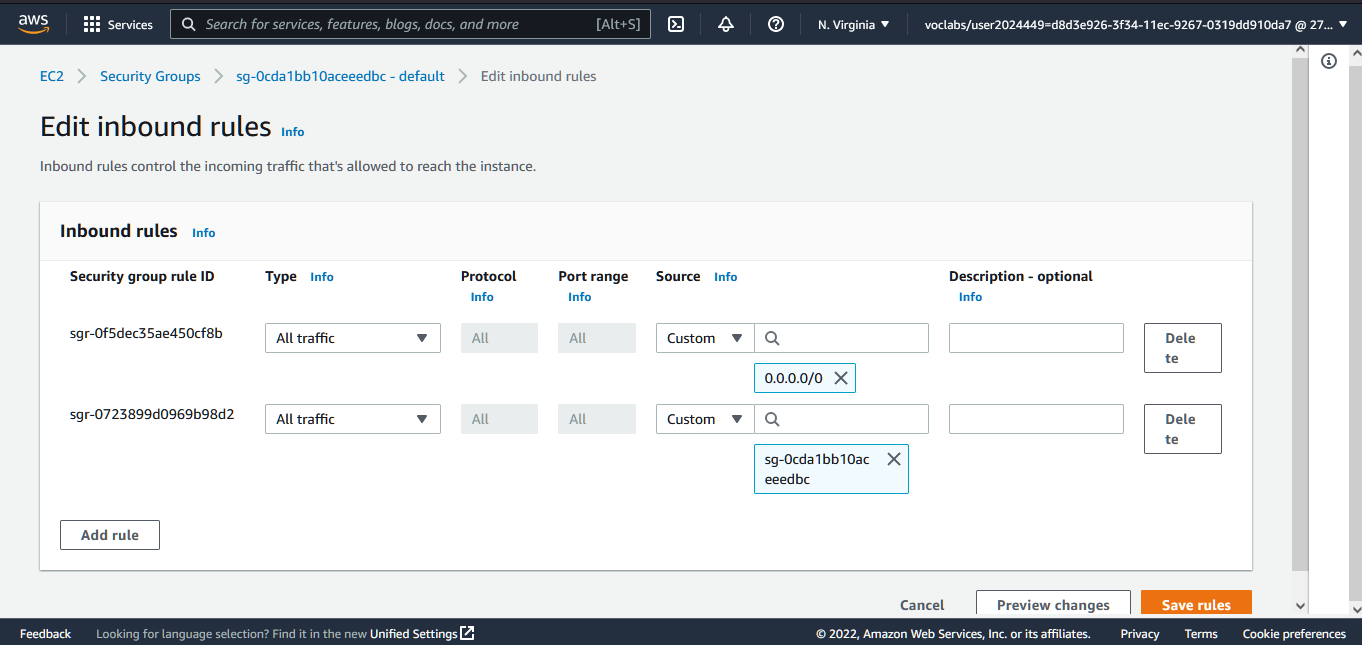 aws Services Search for services, features, blogs, docs, and more [Alt+S] N. Virginia voclabs/user2024449=d8d3e926-3f34-11ec-9267-0319dd910da7 @ 27...
EC2 Security Groups sg-0cda1bb10aceeedbc - default Edit inbound rules
Edit inbound rules Info
Inbound rules control the incoming traffic that's allowed to reach the instance.
Inbound rules Info
Security group rule ID Type Info Protocol Port range Source Info Description - optional
Info Info Info
sgr-0f5dec35ae450cf8b All traffic All All Custom Dele
te
0.0.0.0/0
sgr-0723899d0969b98d2 All traffic All All Custom Dele
te
sg-0cda1bb10ac
eeedbc
Add rule
Cancel Preview changes Save rules
Feedback Looking for language selection? Find it in the new Unified Settings © 2022, Amazon Web Services, Inc. or its affiliates. Privacy Terms Cookie preferences